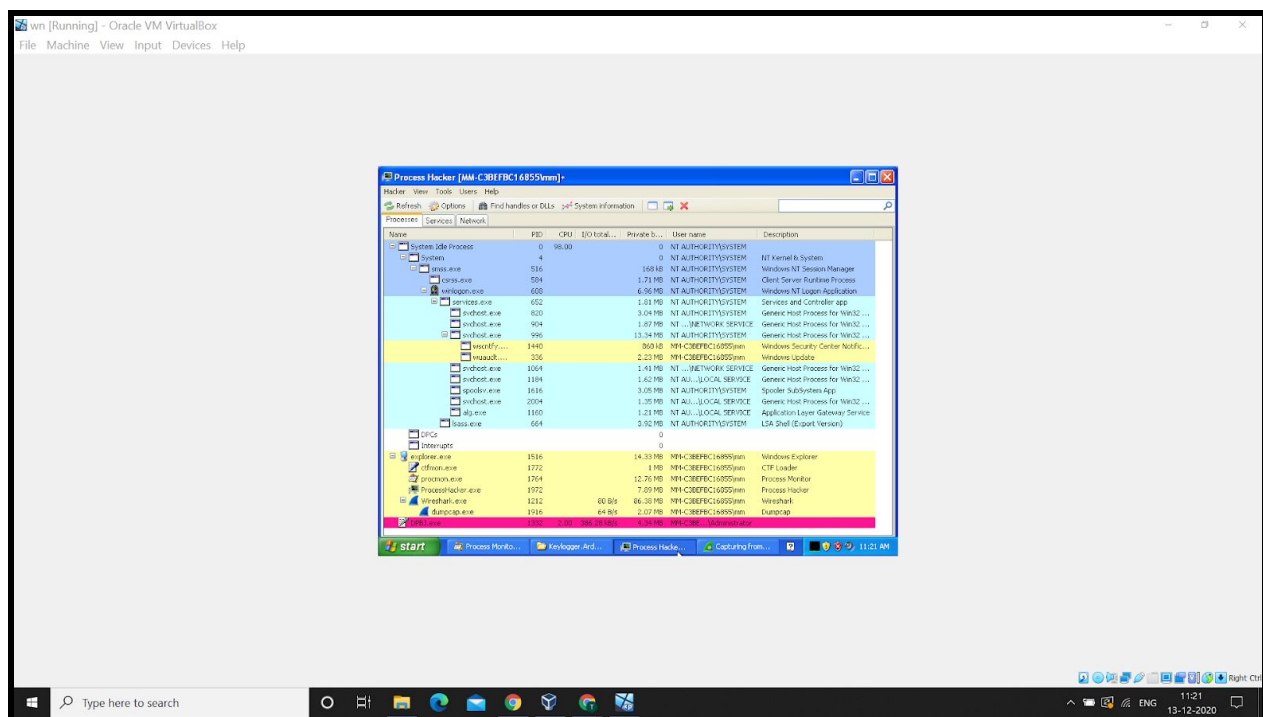 wn [Running] - Oracle VM VirtualBox
File Machine View Input Devices Help
Process Hacker [MM-C3BEFBC16855\mm]+
Hacker View Tools Users Help
Refresh Options Find handles or DLLs System information
Processes Services Network
Name PID CPU I/O total... Private b... User name Description
System Idle Process 0 98.00 0 NT AUTHORITY\SYSTEM
System 4 0 NT AUTHORITY\SYSTEM NT Kernel & System
smss.exe 516 168 kB NT AUTHORITY\SYSTEM Windows NT Session Manager
csrss.exe 584 1.71 MB NT AUTHORITY\SYSTEM Client Server Runtime Process
winlogon.exe 608 6.96 MB NT AUTHORITY\SYSTEM Windows NT Logon Application
services.exe 652 1.81 MB NT AUTHORITY\SYSTEM Services and Controller app
svchost.exe 820 3.04 MB NT AUTHORITY\SYSTEM Generic Host Process for Win32 ...
svchost.exe 904 1.87 MB NT ...\NETWORK SERVICE Generic Host Process for Win32 ...
svchost.exe 996 13.34 MB NT AUTHORITY\SYSTEM Generic Host Process for Win32 ...
wscntfy.... 1440 860 kB MM-C3BEFBC16855\mm Windows Security Center Notific...
wuauclt.... 336 2.23 MB MM-C3BEFBC16855\mm Windows Update
svchost.exe 1064 1.41 MB NT ...\NETWORK SERVICE Generic Host Process for Win32 ...
svchost.exe 1184 1.62 MB NT AU...\LOCAL SERVICE Generic Host Process for Win32 ...
spoolsv.exe 1616 3.05 MB NT AUTHORITY\SYSTEM Spooler SubSystem App
svchost.exe 2004 1.35 MB NT AU...\LOCAL SERVICE Generic Host Process for Win32 ...
alg.exe 1160 1.21 MB NT AU...\LOCAL SERVICE Application Layer Gateway Service
lsass.exe 664 3.92 MB NT AUTHORITY\SYSTEM LSA Shell (Export Version)
DPCs 0
Interrupts 0
explorer.exe 1516 14.33 MB MM-C3BEFBC16855\mm Windows Explorer
ctfmon.exe 1772 1 MB MM-C3BEFBC16855\mm CTF Loader
procmon.exe 1764 12.76 MB MM-C3BEFBC16855\mm Process Monitor
ProcessHacker.exe 1972 7.89 MB MM-C3BEFBC16855\mm Process Hacker
Wireshark.exe 1212 80 B/s 86.38 MB MM-C3BEFBC16855\mm Wireshark
dumpcap.exe 1916 64 B/s 2.07 MB MM-C3BEFBC16855\mm Dumpcap
1332 2.00 4.34 MB
start Process Monito... Keylogger.Ard... Process Hacke... Capturing from... 11:21 AM
Right Ctrl
Type here to search ENG 11:21
13-12-2020